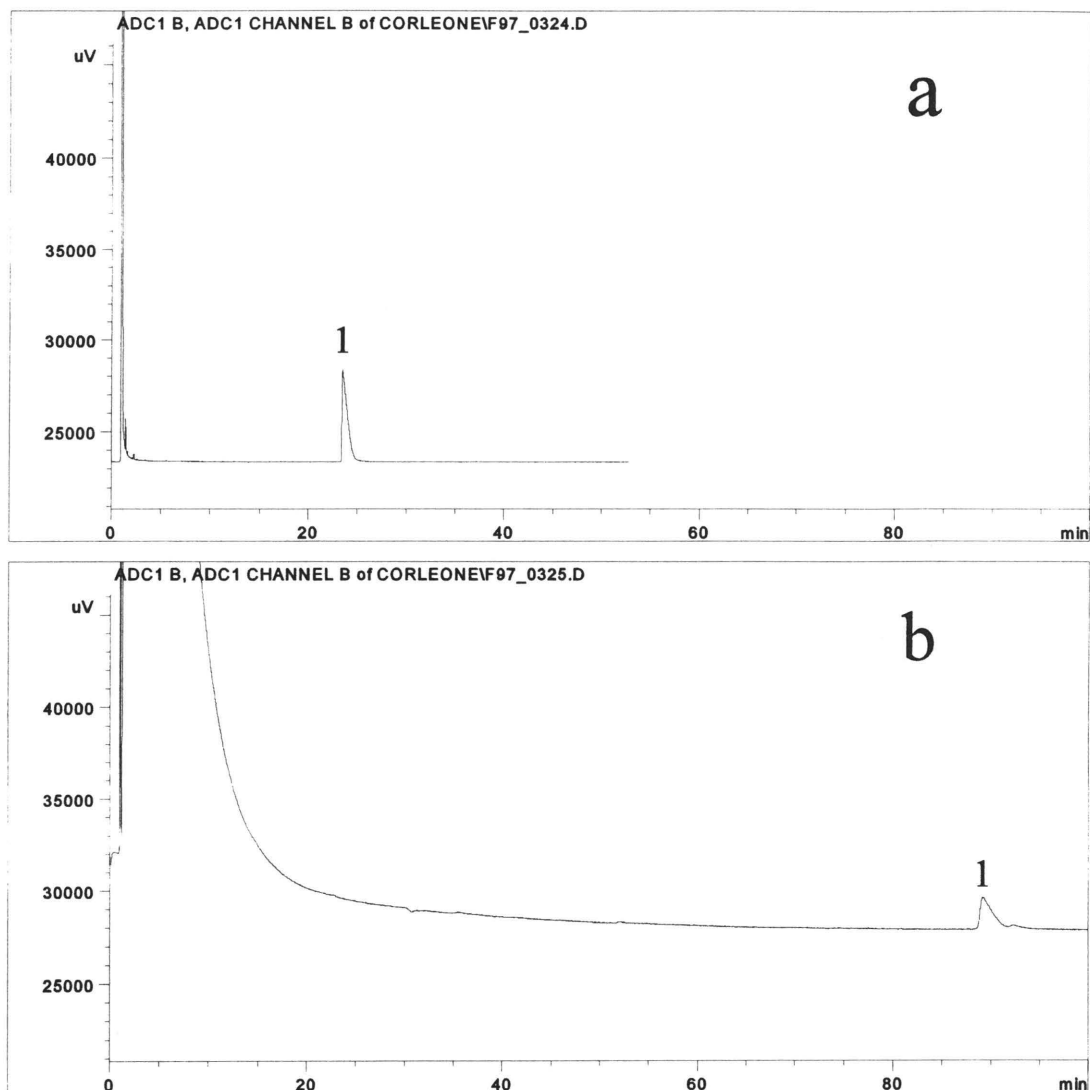 ADC1 B, ADC1 CHANNEL B of CORLEONE\F97_0324.D
uV
a
40000
35000
30000
1
25000
0 20 40 60 80 min
ADC1 B, ADC1 CHANNEL B of CORLEONE\F97_0325.D
uV
b
40000
35000
30000
1
25000
0 20 40 60 80 min